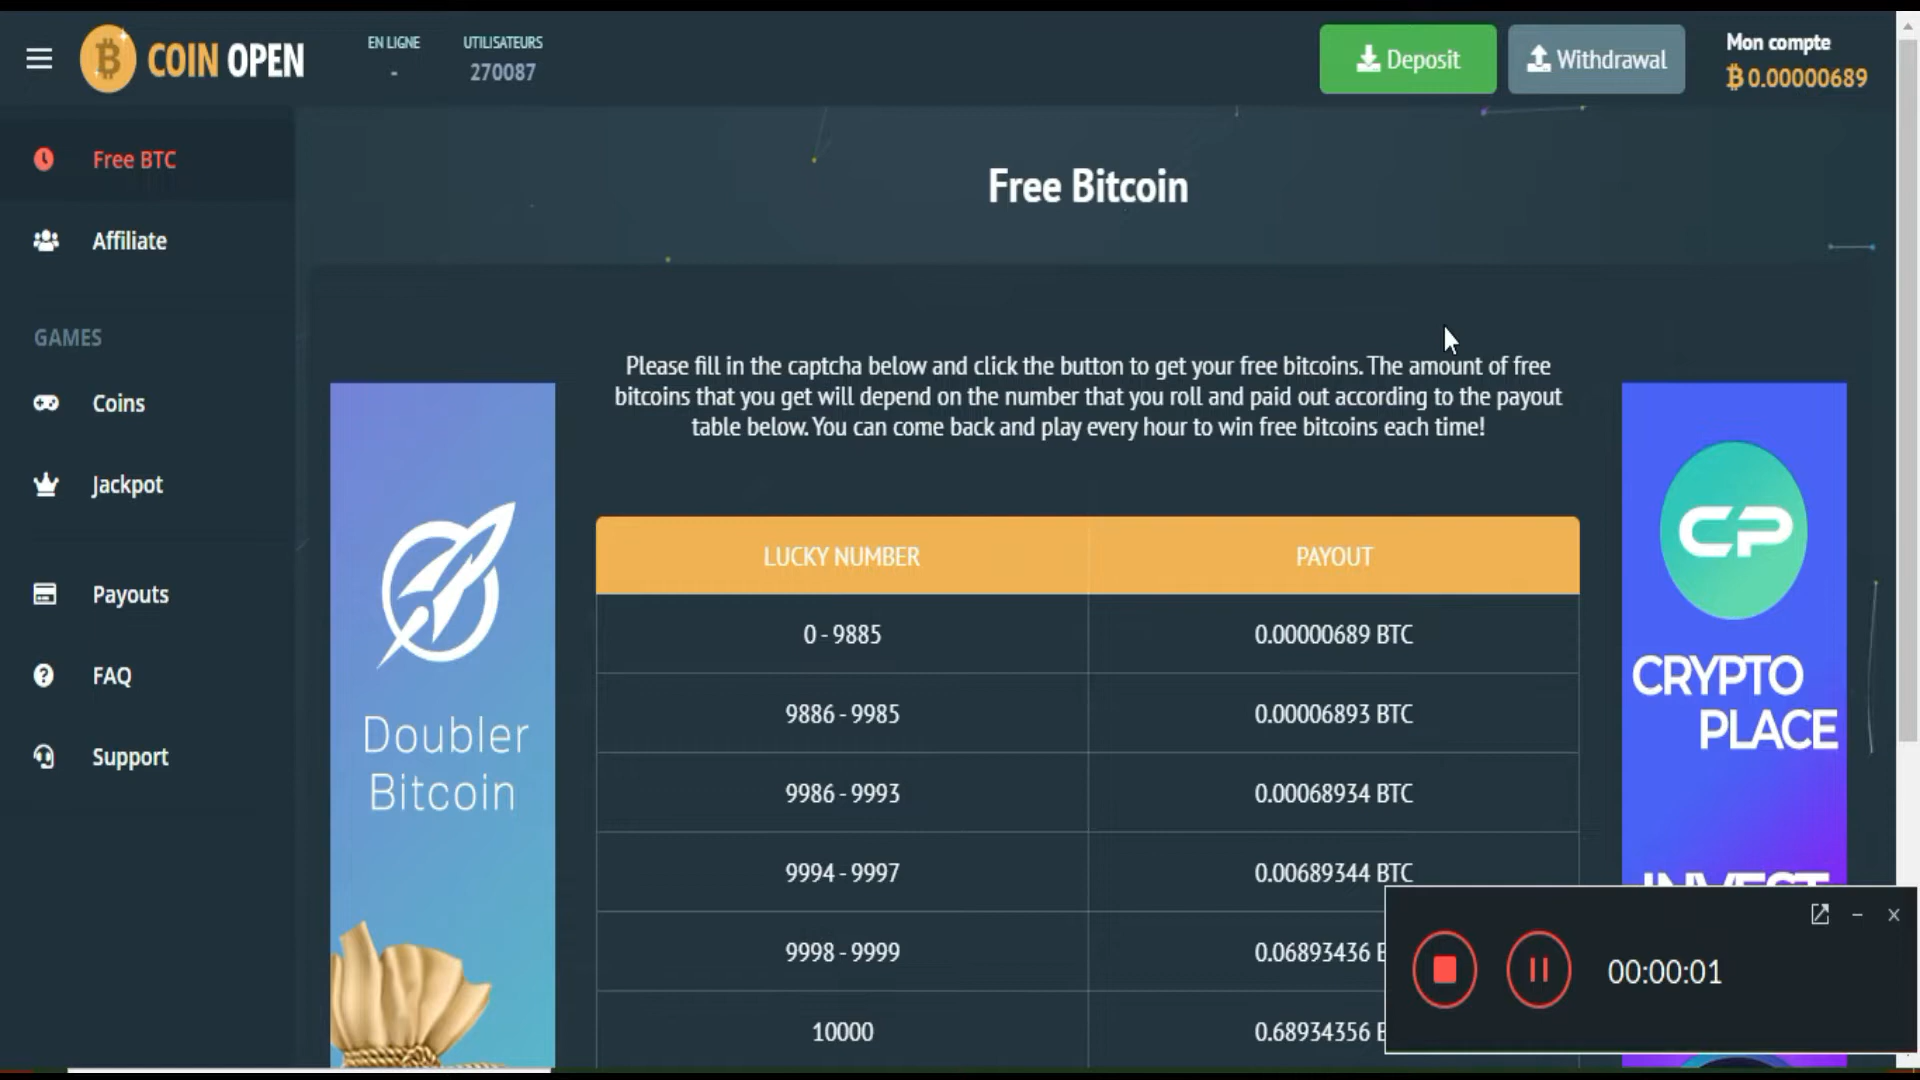 COIN OPEN
EN LIGNE
-
UTILISATEURS
270087
Deposit
Withdrawal
Mon compte
0.00000689
Free BTC
Affiliate
GAMES
Coins
Jackpot
Payouts
FAQ
Support
Free Bitcoin
Please fill in the captcha below and click the button to get your free bitcoins. The amount of free
bitcoins that you get will depend on the number that you roll and paid out according to the payout
table below. You can come back and play every hour to win free bitcoins each time!
Doubler
Bitcoin
LUCKY NUMBER PAYOUT
0 - 9885 0.00000689 BTC
9886 - 9985 0.00006893 BTC
9986 - 9993 0.00068934 BTC
9994 - 9997 0.00689344 BTC
9998 - 9999 0.06893436
10000 0.68934356
CP
CRYPTO
PLACE
00:00:01